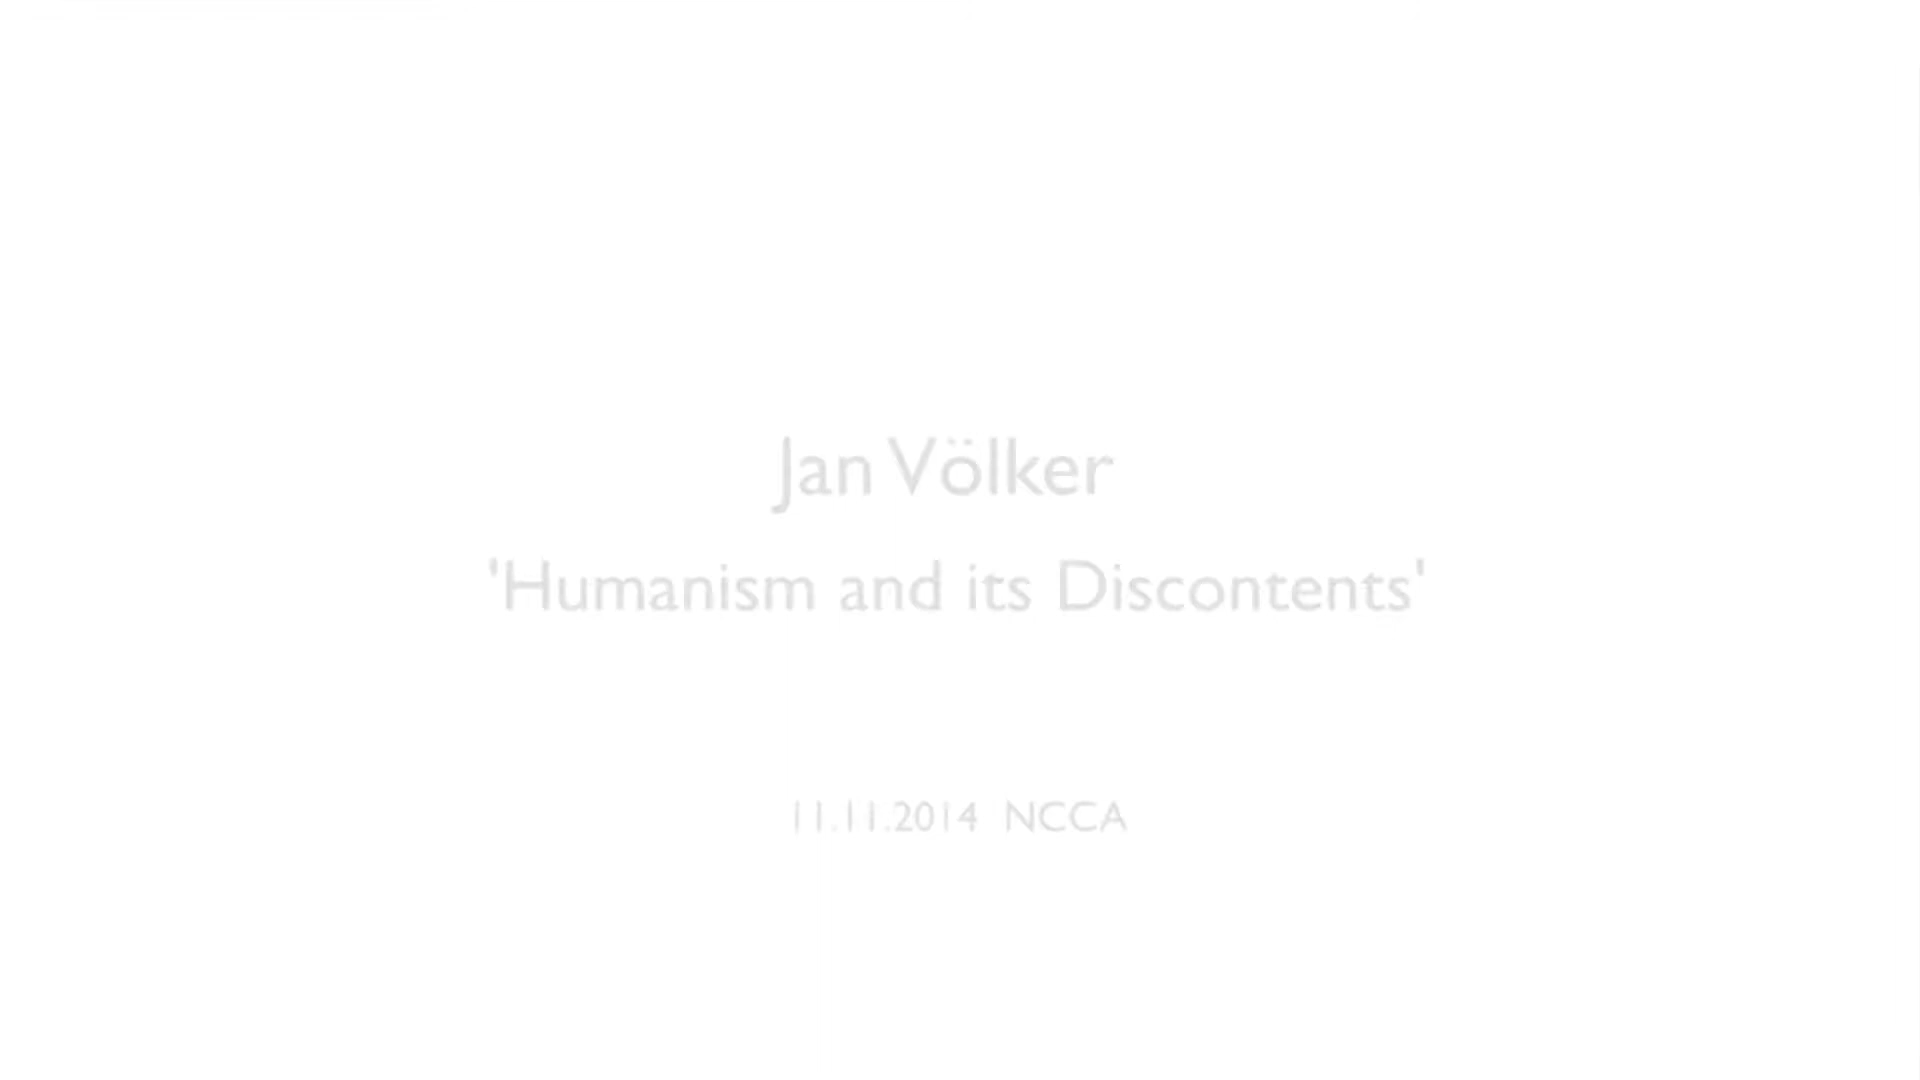 Jan Völker
'Humanism and its Discontents'
11.11.2014 NCCA